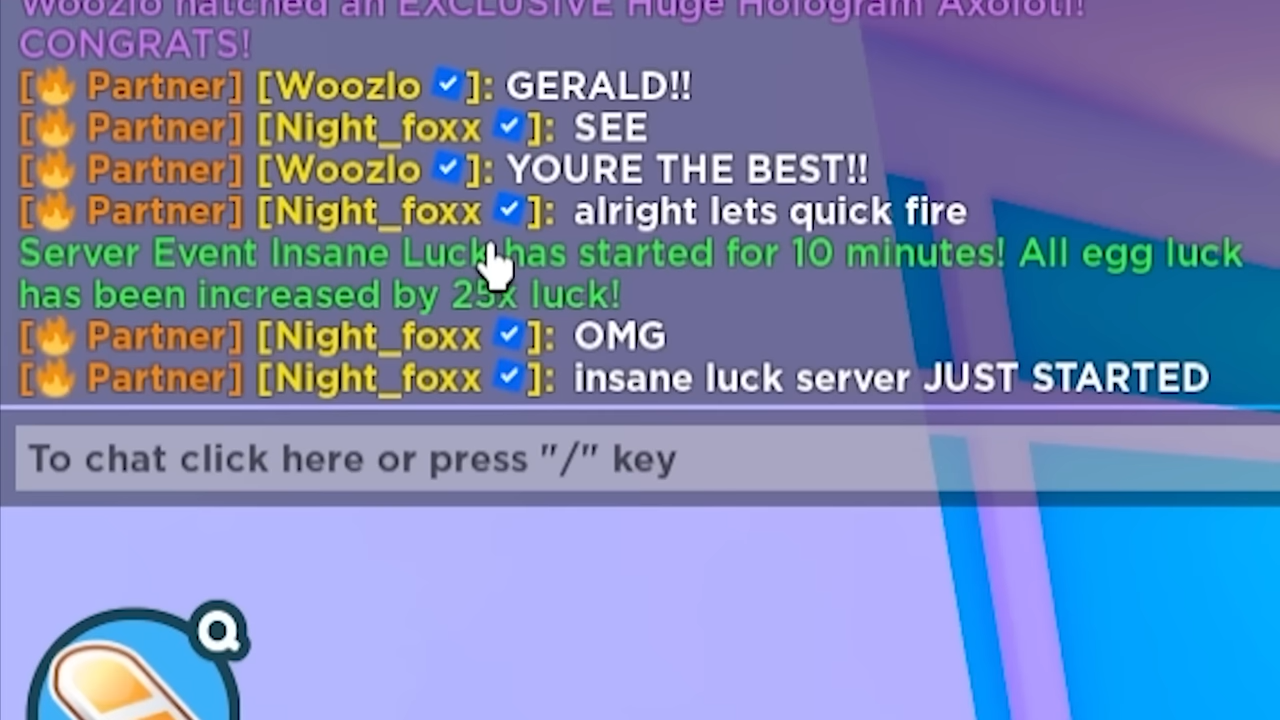 Woozlo hatched an EXCLUSIVE Huge Hologram Axolotl!
CONGRATS!
[🔥 Partner] [Woozlo ☑]: GERALD!!
[🔥 Partner] [Night_foxx ☑]: SEE
[🔥 Partner] [Woozlo ☑]: YOURE THE BEST!!
[🔥 Partner] [Night_foxx ☑]: alright lets quick fire
Server Event Insane Luck has started for 10 minutes! All egg luck
has been increased by 25x luck!
[🔥 Partner] [Night_foxx ☑]: OMG
[🔥 Partner] [Night_foxx ☑]: insane luck server JUST STARTED
To chat click here or press "/" key
Q